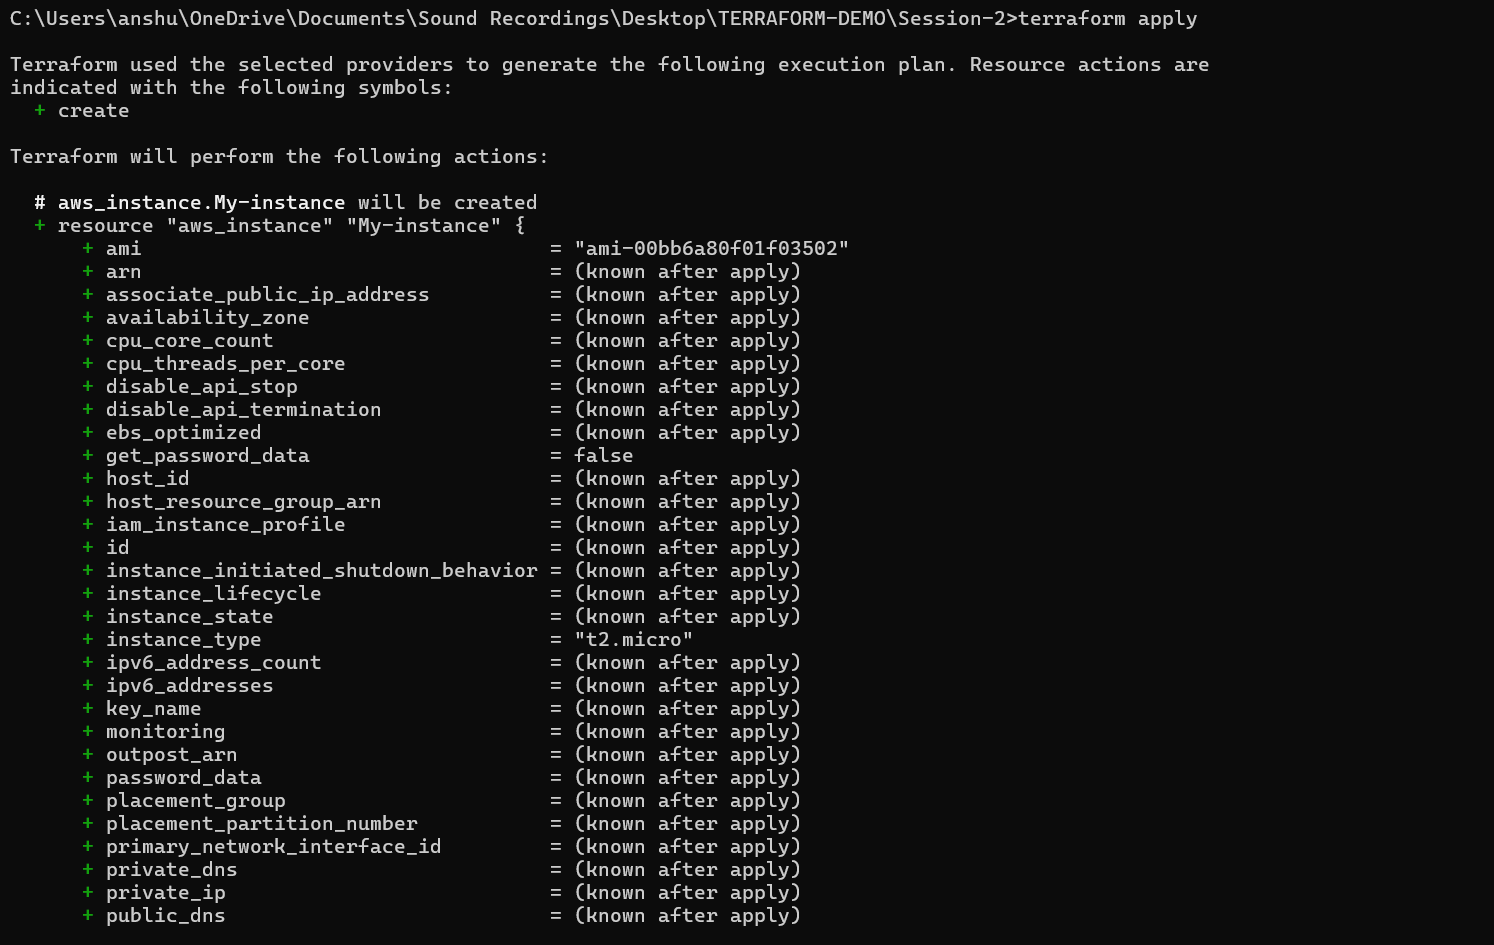 C:\Users\anshu\OneDrive\Documents\Sound Recordings\Desktop\TERRAFORM-DEMO\Session-2>terraform apply
Terraform used the selected providers to generate the following execution plan. Resource actions are
indicated with the following symbols:
  + create
Terraform will perform the following actions:
  # aws_instance.My-instance will be created
  + resource "aws_instance" "My-instance" {
      + ami                                  = "ami-00bb6a80f01f03502"
      + arn                                  = (known after apply)
      + associate_public_ip_address          = (known after apply)
      + availability_zone                    = (known after apply)
      + cpu_core_count                       = (known after apply)
      + cpu_threads_per_core                 = (known after apply)
      + disable_api_stop                     = (known after apply)
      + disable_api_termination              = (known after apply)
      + ebs_optimized                        = (known after apply)
      + get_password_data                    = false
      + host_id                              = (known after apply)
      + host_resource_group_arn              = (known after apply)
      + iam_instance_profile                 = (known after apply)
      + id                                   = (known after apply)
      + instance_initiated_shutdown_behavior = (known after apply)
      + instance_lifecycle                   = (known after apply)
      + instance_state                       = (known after apply)
      + instance_type                        = "t2.micro"
      + ipv6_address_count                   = (known after apply)
      + ipv6_addresses                       = (known after apply)
      + key_name                             = (known after apply)
      + monitoring                           = (known after apply)
      + outpost_arn                          = (known after apply)
      + password_data                        = (known after apply)
      + placement_group                      = (known after apply)
      + placement_partition_number           = (known after apply)
      + primary_network_interface_id         = (known after apply)
      + private_dns                          = (known after apply)
      + private_ip                           = (known after apply)
      + public_dns                           = (known after apply)